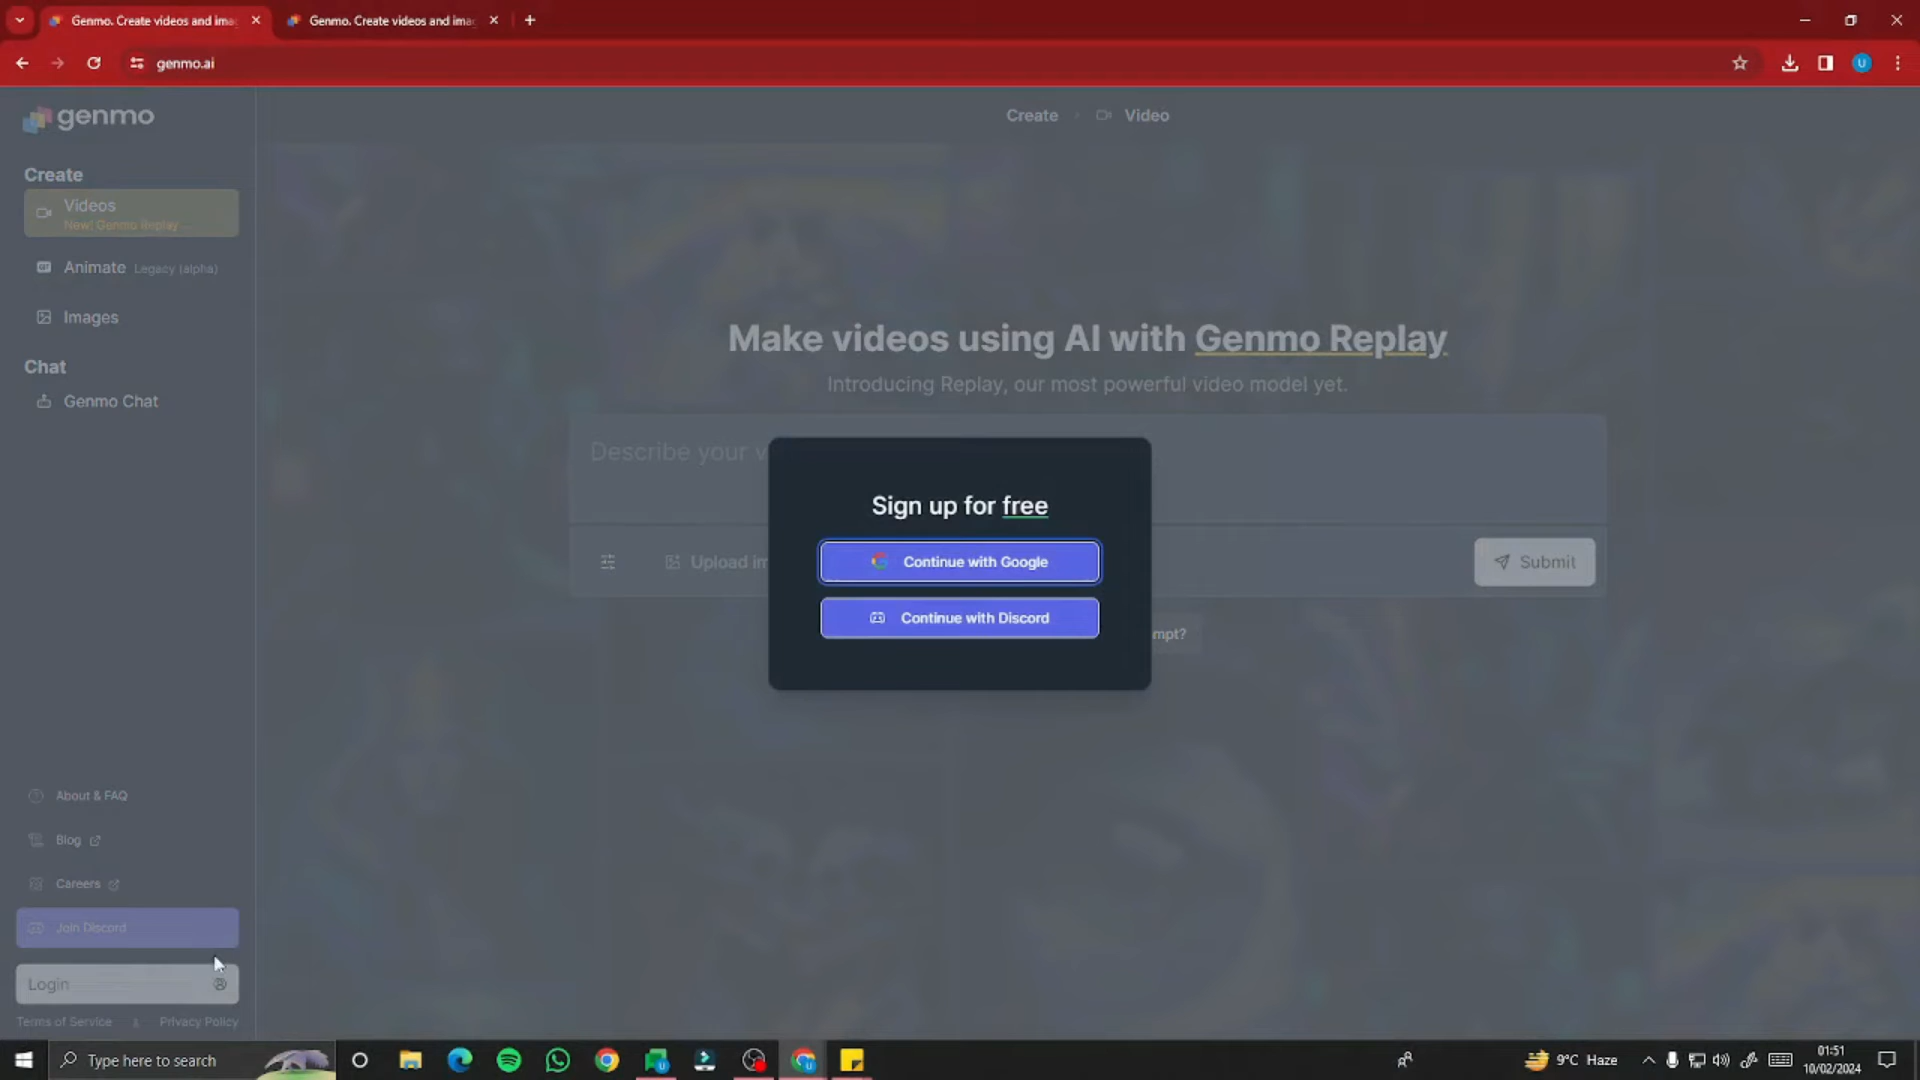 Genmo. Create videos and ima
Genmo. Create videos and ima
genmo.ai
U
genmo
Create
Videos
New! Genmo Replay
Animate Legacy (alpha)
Images
Chat
Genmo Chat
About & FAQ
Blog
Careers
Join Discord
Login
Terms of Service
Privacy Policy
Create
Video
Make videos using AI with Genmo Replay
Introducing Replay, our most powerful video model yet.
Describe your v
Upload im
Submit
mpt?
Sign up for free
Continue with Google
Continue with Discord
Type here to search
9°C Haze
01:51
10/02/2024